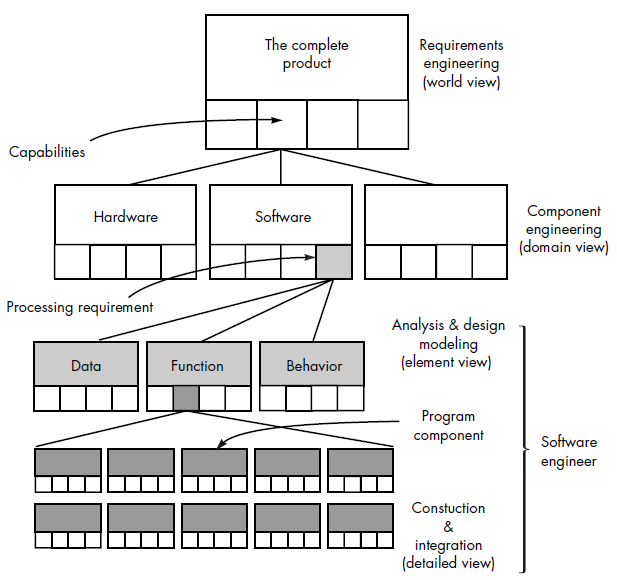 The complete
product
Requirements
engineering
(world view)
Capabilities
Hardware
Software
Component
engineering
(domain view)
Processing requirement
Analysis & design
modeling
(element view)
Data
Function
Behavior
Program
component
Software
engineer
Constuction
&
integration
(detailed view)